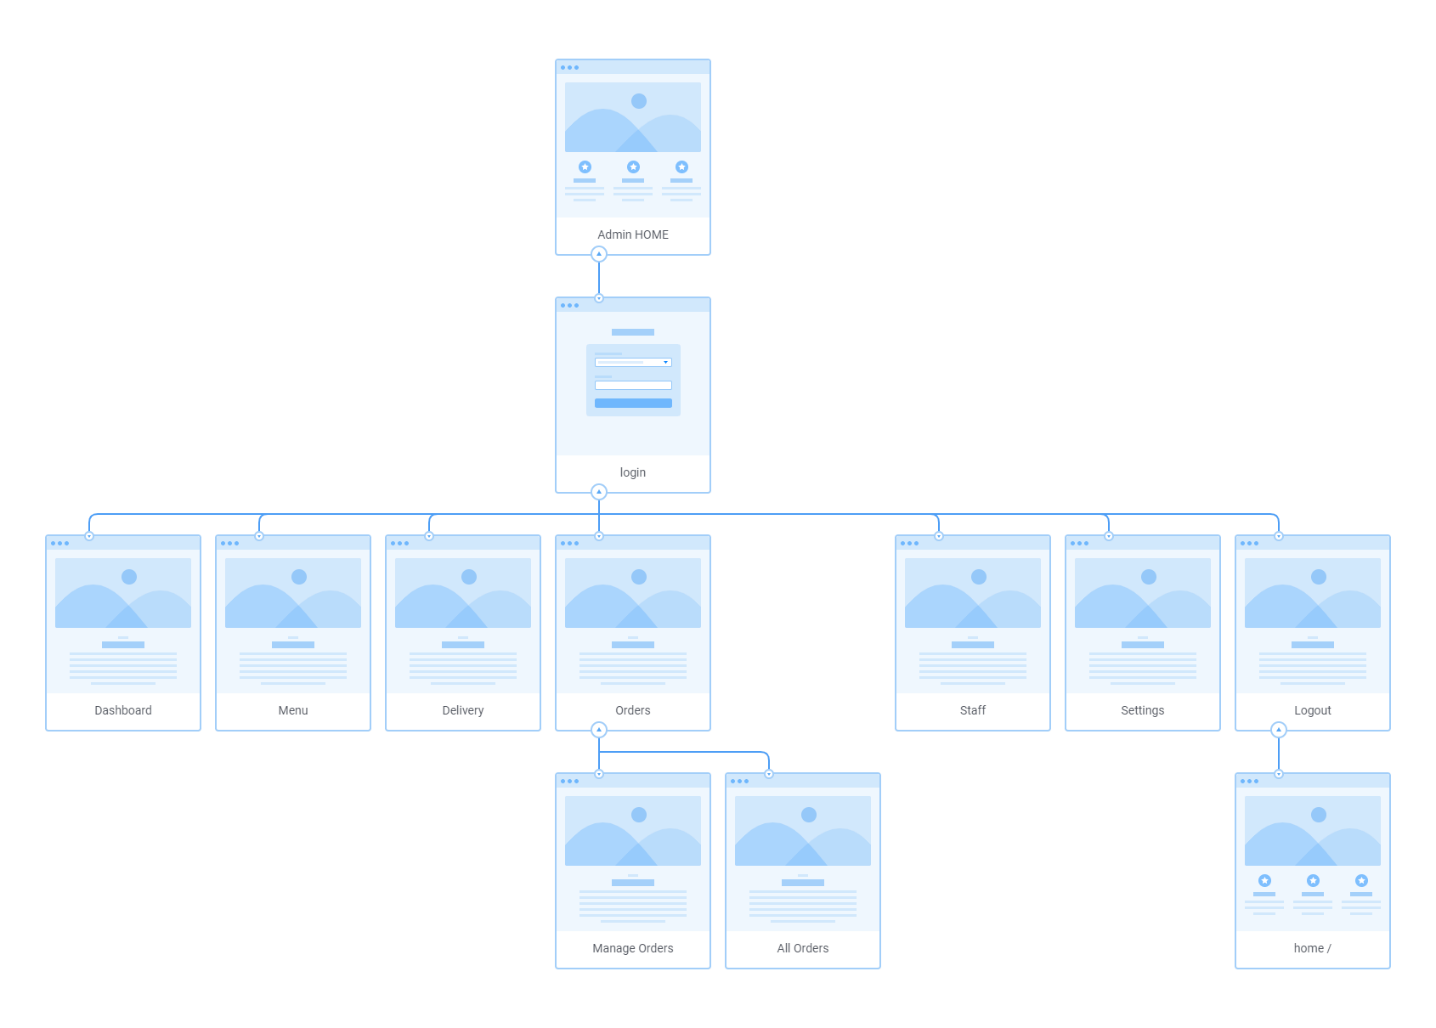 Admin HOME
login
Dashboard
Menu
Delivery
Orders
Staff
Settings
Logout
Manage Orders
All Orders
home /